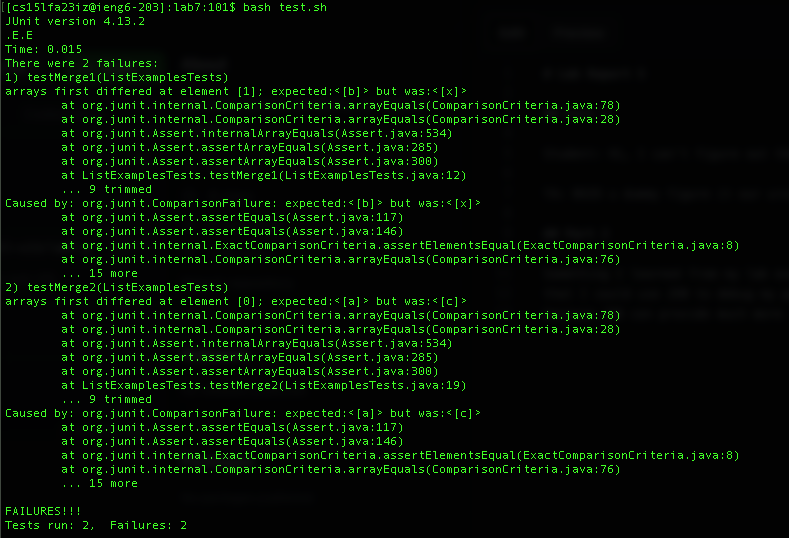 [[cs15lfa23iz@ieng6-203]:lab7:101$ bash test.sh
JUnit version 4.13.2
.E.E
Time: 0.015
There were 2 failures:
1) testMerge1(ListExamplesTests)
arrays first differed at element [1]; expected:<[b]> but was:<[x]>
        at org.junit.internal.ComparisonCriteria.arrayEquals(ComparisonCriteria.java:78)
        at org.junit.internal.ComparisonCriteria.arrayEquals(ComparisonCriteria.java:28)
        at org.junit.Assert.internalArrayEquals(Assert.java:534)
        at org.junit.Assert.assertArrayEquals(Assert.java:285)
        at org.junit.Assert.assertArrayEquals(Assert.java:300)
        at ListExamplesTests.testMerge1(ListExamplesTests.java:12)
        ... 9 trimmed
Caused by: org.junit.ComparisonFailure: expected:<[b]> but was:<[x]>
        at org.junit.Assert.assertEquals(Assert.java:117)
        at org.junit.Assert.assertEquals(Assert.java:146)
        at org.junit.internal.ExactComparisonCriteria.assertElementsEqual(ExactComparisonCriteria.java:8)
        at org.junit.internal.ComparisonCriteria.arrayEquals(ComparisonCriteria.java:76)
        ... 15 more
2) testMerge2(ListExamplesTests)
arrays first differed at element [0]; expected:<[a]> but was:<[c]>
        at org.junit.internal.ComparisonCriteria.arrayEquals(ComparisonCriteria.java:78)
        at org.junit.internal.ComparisonCriteria.arrayEquals(ComparisonCriteria.java:28)
        at org.junit.Assert.internalArrayEquals(Assert.java:534)
        at org.junit.Assert.assertArrayEquals(Assert.java:285)
        at org.junit.Assert.assertArrayEquals(Assert.java:300)
        at ListExamplesTests.testMerge2(ListExamplesTests.java:19)
        ... 9 trimmed
Caused by: org.junit.ComparisonFailure: expected:<[a]> but was:<[c]>
        at org.junit.Assert.assertEquals(Assert.java:117)
        at org.junit.Assert.assertEquals(Assert.java:146)
        at org.junit.internal.ExactComparisonCriteria.assertElementsEqual(ExactComparisonCriteria.java:8)
        at org.junit.internal.ComparisonCriteria.arrayEquals(ComparisonCriteria.java:76)
        ... 15 more

FAILURES!!!
Tests run: 2,  Failures: 2